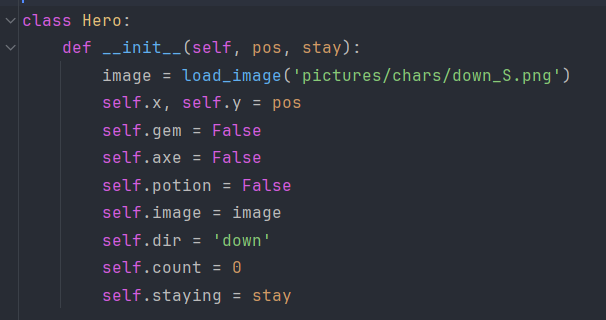 class Hero:
    def __init__(self, pos, stay):
        image = load_image('pictures/chars/down_S.png')
        self.x, self.y = pos
        self.gem = False
        self.axe = False
        self.potion = False
        self.image = image
        self.dir = 'down'
        self.count = 0
        self.staying = stay